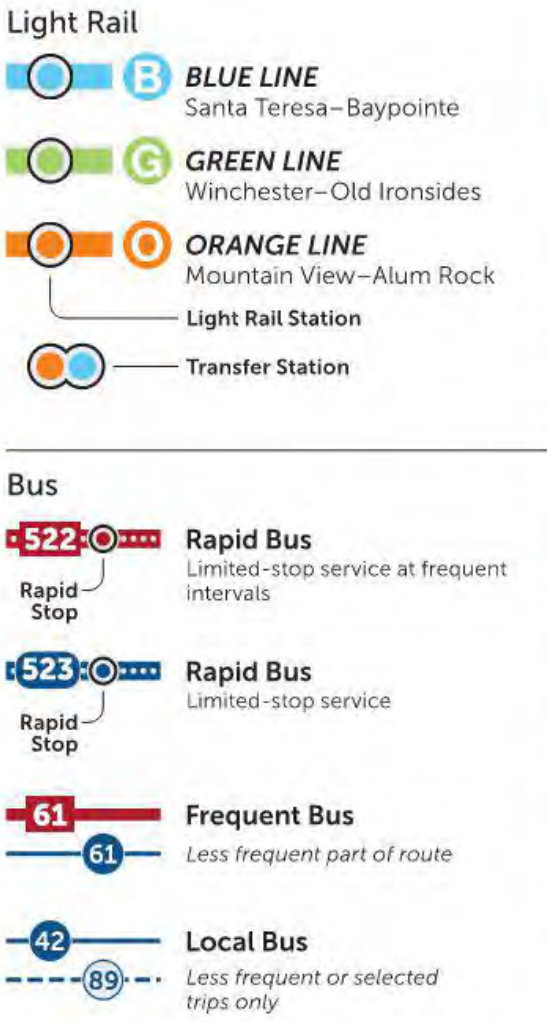 Light Rail
B BLUE LINE
Santa Teresa–Baypointe
G GREEN LINE
Winchester–Old Ironsides
O ORANGE LINE
Mountain View–Alum Rock
Light Rail Station
Transfer Station
Bus
522 Rapid Bus
Limited-stop service at frequent
intervals
Rapid
Stop
523 Rapid Bus
Limited-stop service
Rapid
Stop
61 Frequent Bus
61 Less frequent part of route
42 Local Bus
89 Less frequent or selected
trips only